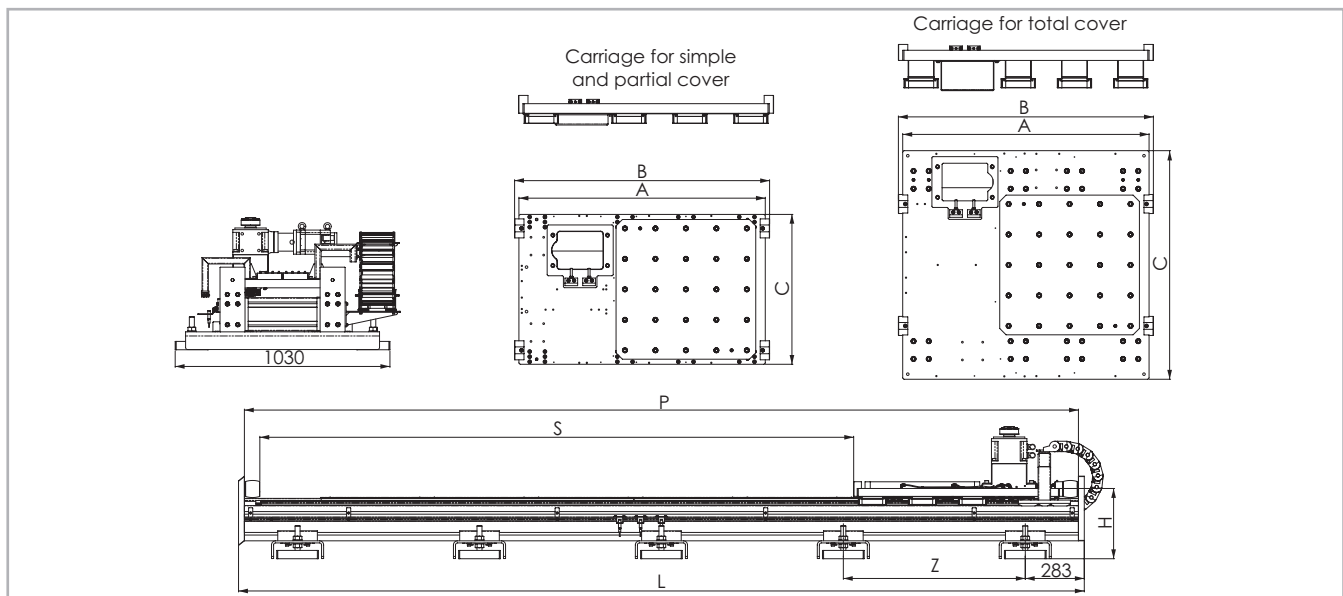 Carriage for total cover
Carriage for simple
and partial cover
B
A
B
A
C
C
1030
P
S
H
Z
283
L